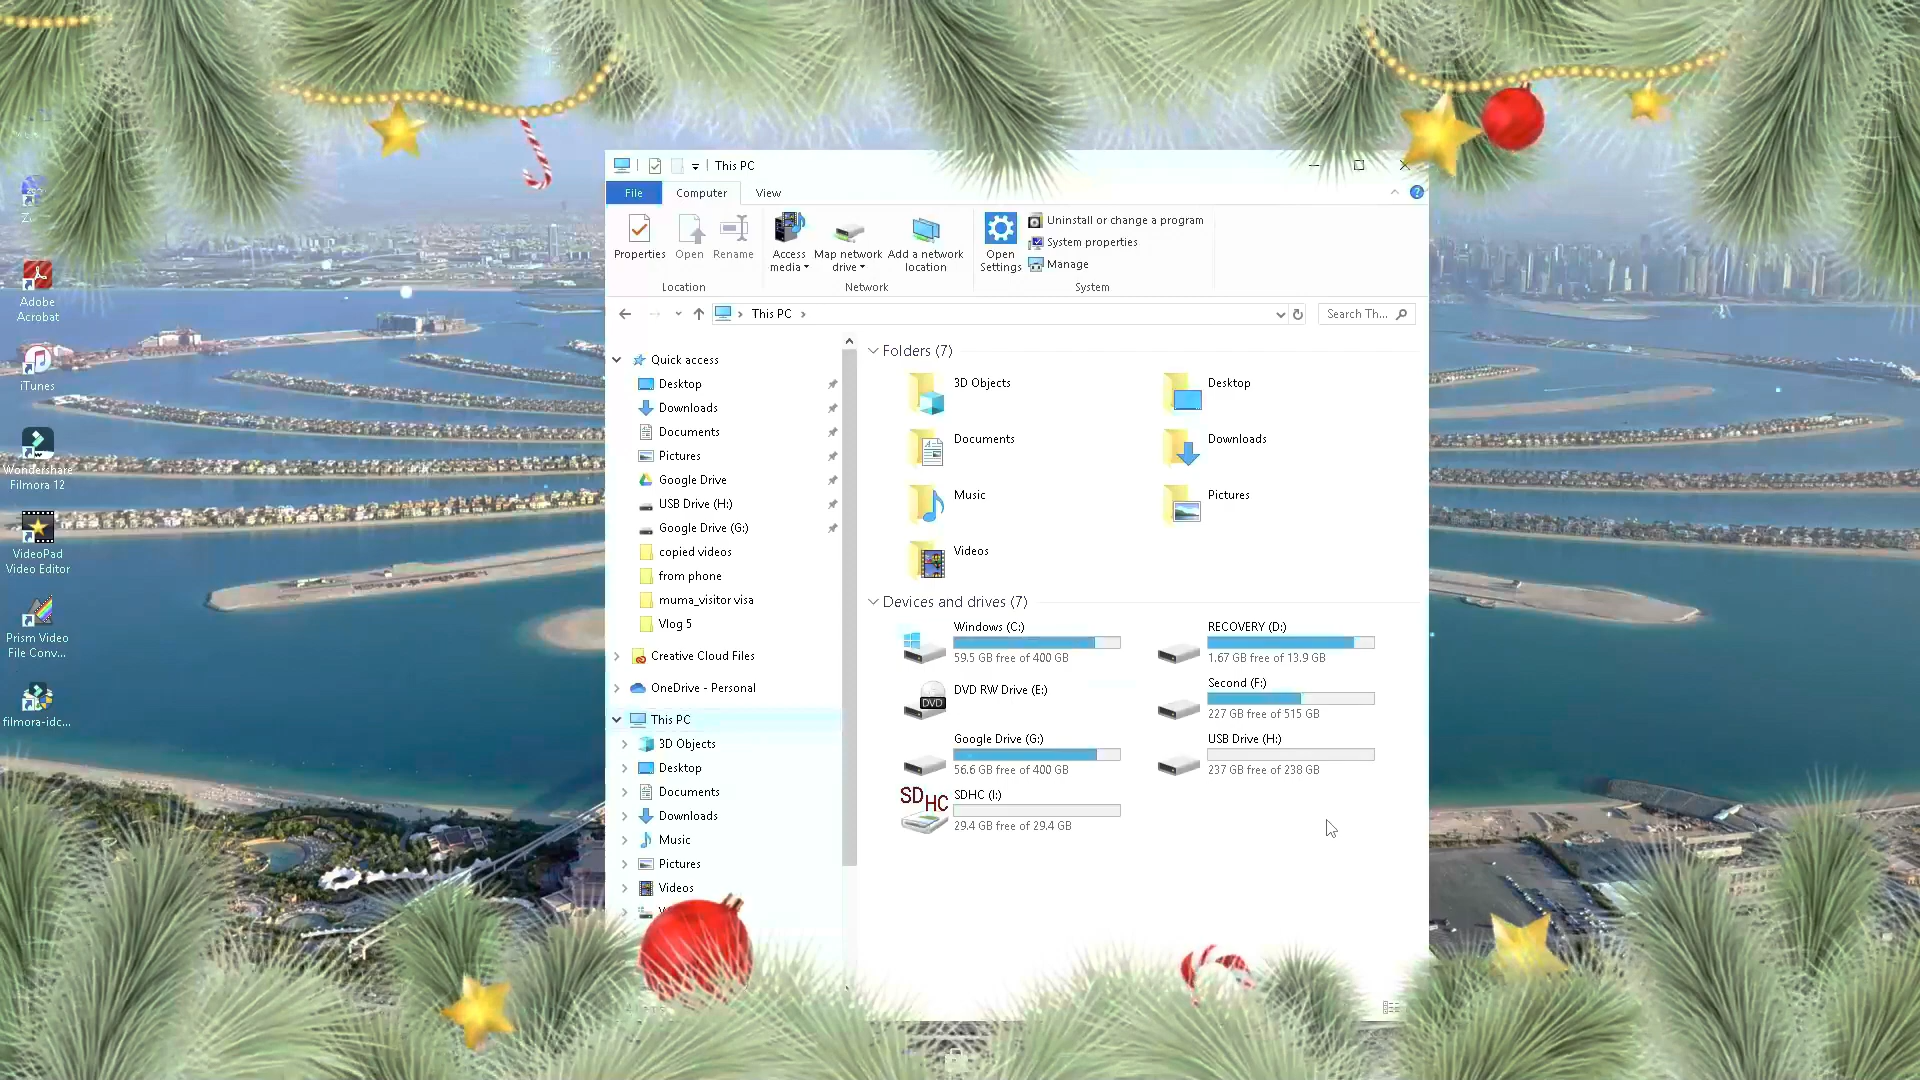 This PC
File
Computer
View
Properties
Open
Rename
Access
media
Map network
drive
Add a network
location
Open
Settings
Uninstall or change a program
System properties
Manage
Location
Network
System
This PC
Search Th...
Adobe
Acrobat
iTunes
Wondershare
Filmora 12
VideoPad
Video Editor
Prism Video
File Conv...
filmora-idc...
Quick access
Desktop
Downloads
Documents
Pictures
Google Drive
USB Drive (H:)
Google Drive (G:)
copied videos
from phone
muma_visitor visa
Vlog 5
Creative Cloud Files
OneDrive - Personal
This PC
3D Objects
Desktop
Documents
Downloads
Music
Pictures
Videos
Folders (7)
3D Objects
Desktop
Documents
Downloads
Music
Pictures
Videos
Devices and drives (7)
Windows (C:)
59.5 GB free of 400 GB
RECOVERY (D:)
1.67 GB free of 13.9 GB
DVD
DVD RW Drive (E:)
Second (F:)
227 GB free of 515 GB
Google Drive (G:)
56.6 GB free of 400 GB
USB Drive (H:)
237 GB free of 238 GB
SDHC
SDHC (I:)
29.4 GB free of 29.4 GB